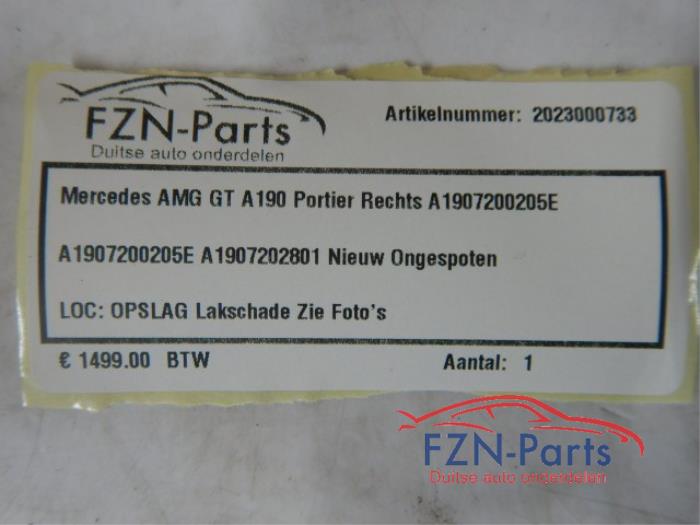 FZN-Parts
Duitse auto onderdelen
Artikelnummer: 2023000733
Mercedes AMG GT A190 Portier Rechts A1907200205E
A1907200205E A1907202801 Nieuw Ongespoten
LOC: OPSLAG Lakschade Zie Foto's
€ 1499.00 BTW
Aantal: 1
FZN-Parts
Duitse auto onderdelen